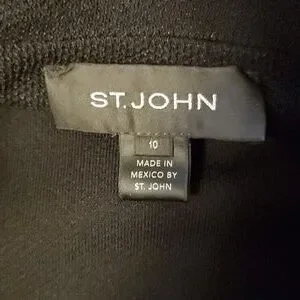 ST. JOHN
10
MADE IN
MEXICO BY
ST. JOHN